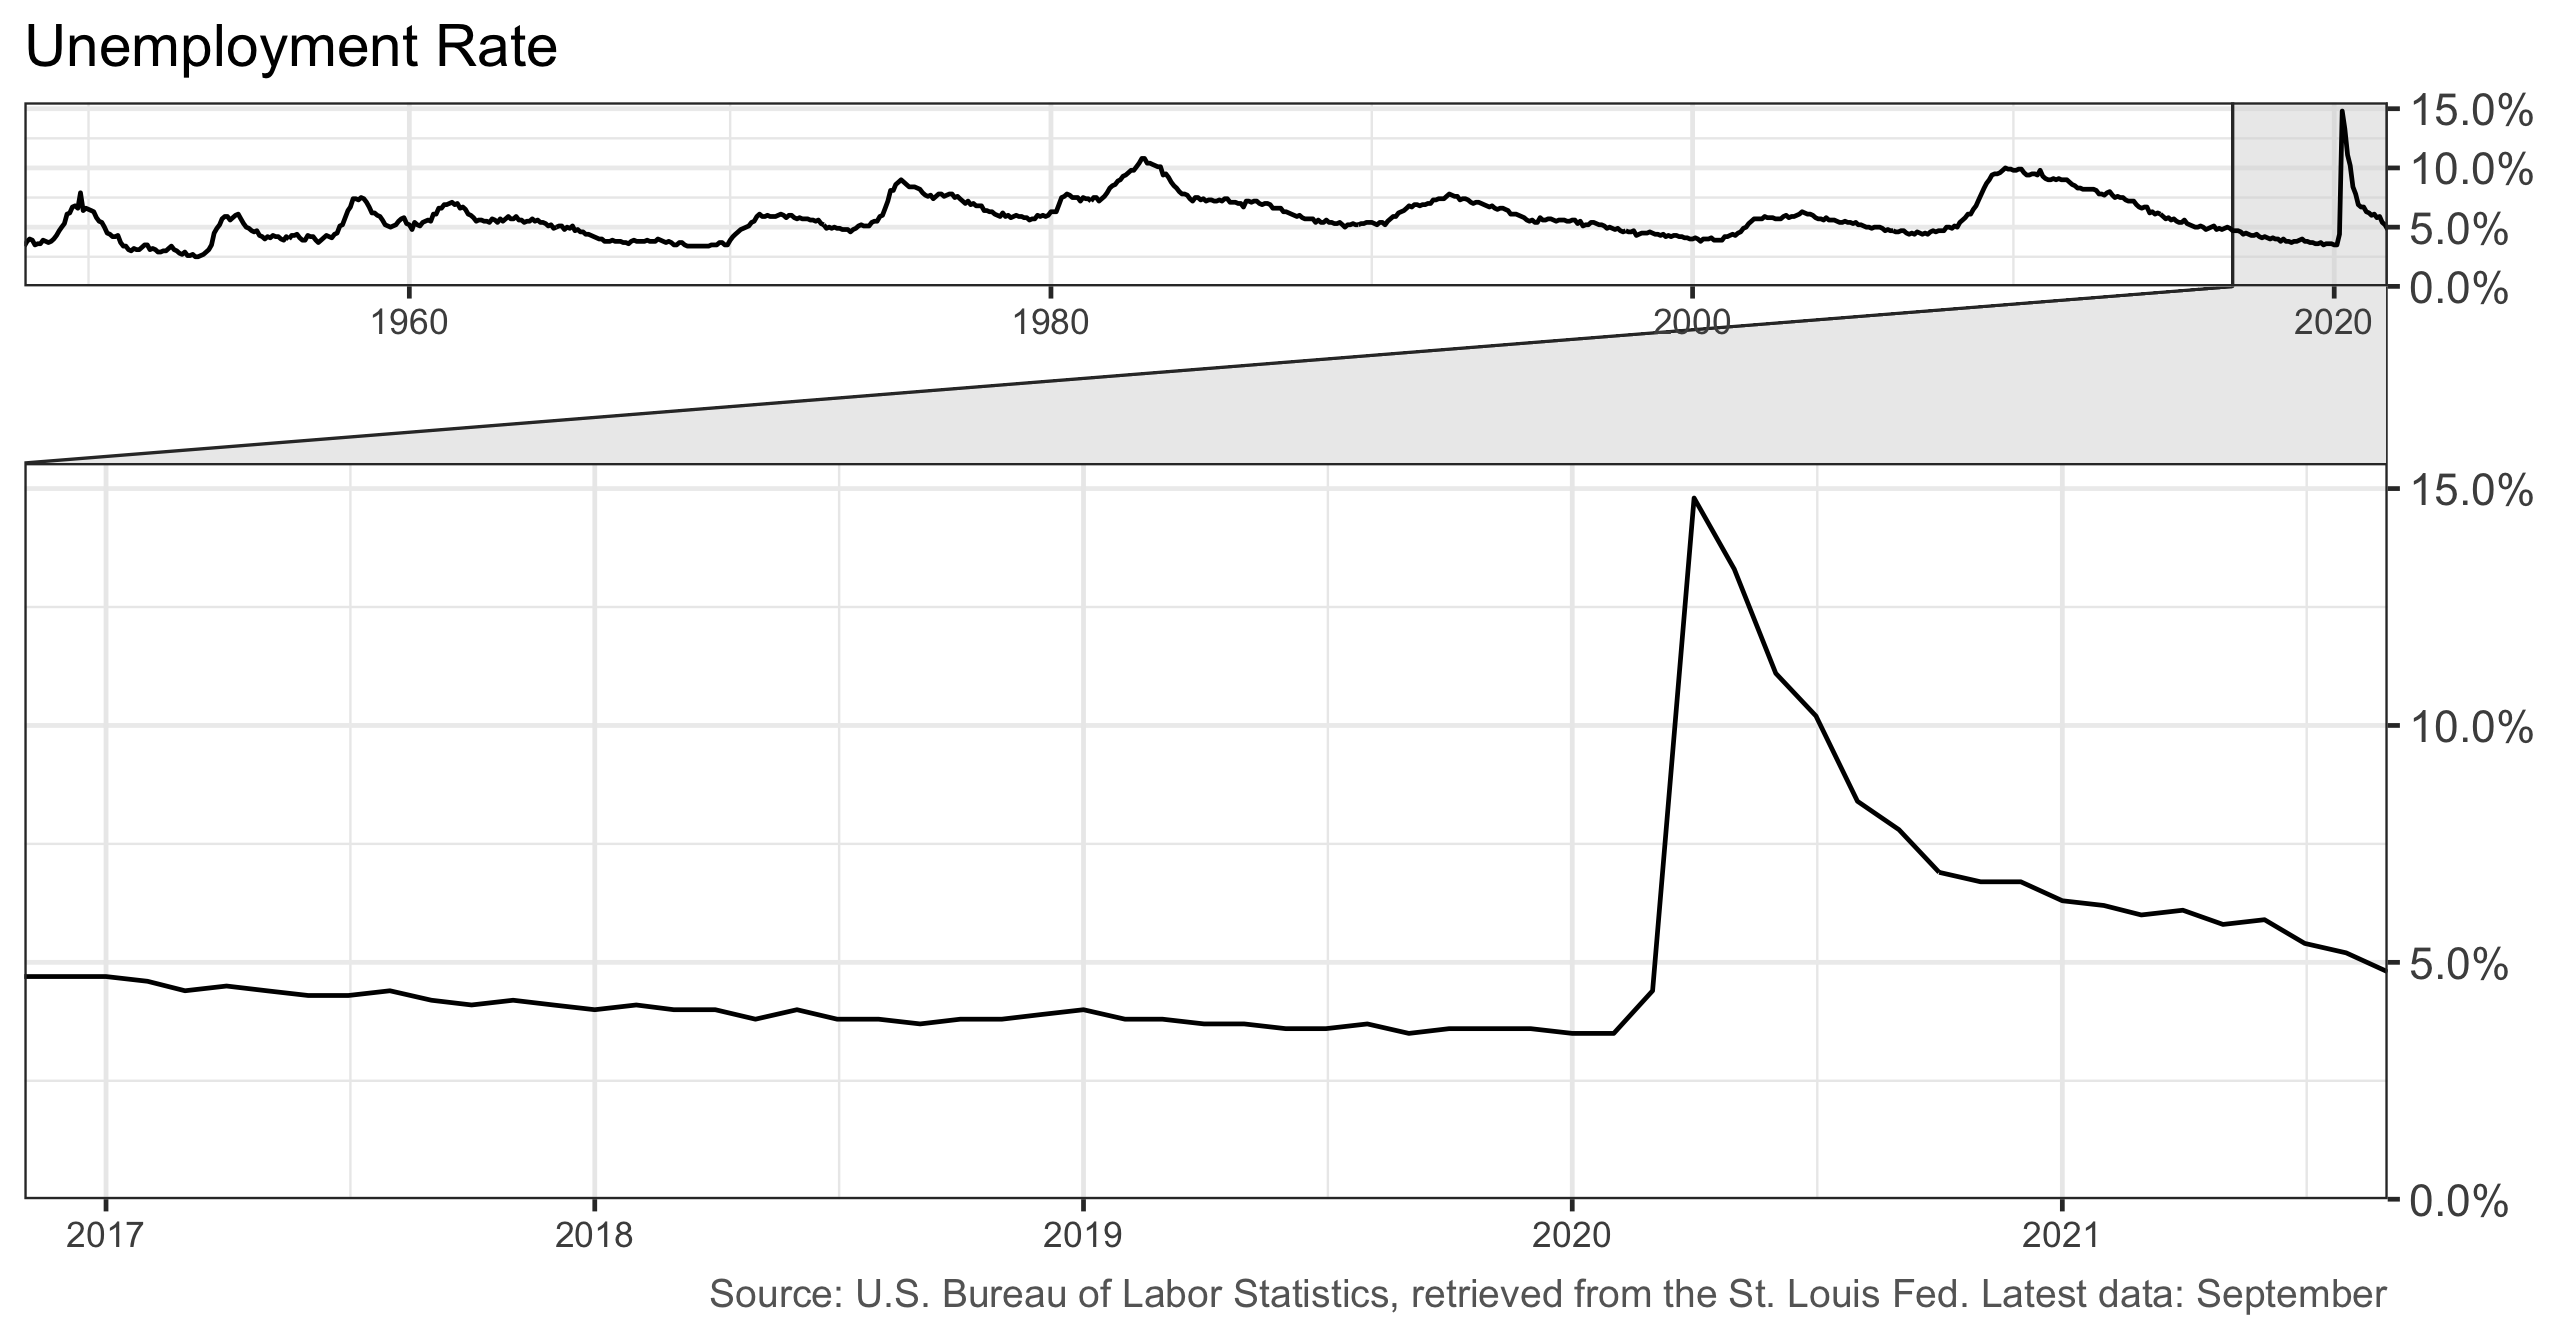 Unemployment Rate
15.0%
10.0%
5.0%
0.0%
1960 1980 2000 2020
15.0%
10.0%
5.0%
0.0%
2017 2018 2019 2020 2021
Source: U.S. Bureau of Labor Statistics, retrieved from the St. Louis Fed. Latest data: September